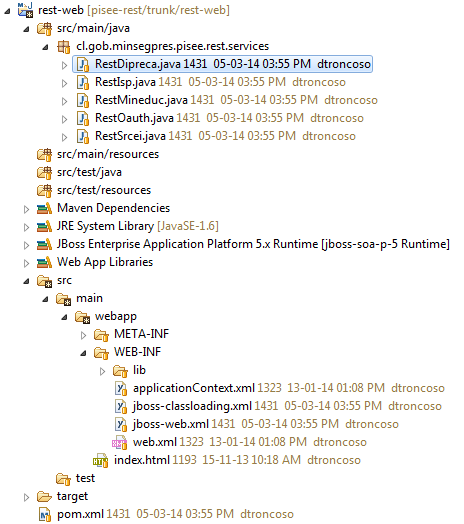 rest-web [pisee-rest/trunk/rest-web]
src/main/java
cl.gob.minsegpres.pisee.rest.services
RestDipreca.java 1431 05-03-14 03:55 PM dtroncoso
RestIsp.java 1431 05-03-14 03:55 PM dtroncoso
RestMineduc.java 1431 05-03-14 03:55 PM dtroncoso
RestOauth.java 1431 05-03-14 03:55 PM dtroncoso
RestSrcei.java 1431 05-03-14 03:55 PM dtroncoso
src/main/resources
src/test/java
src/test/resources
Maven Dependencies
JRE System Library [JavaSE-1.6]
JBoss Enterprise Application Platform 5.x Runtime [jboss-soa-p-5 Runtime]
Web App Libraries
src
main
webapp
META-INF
WEB-INF
lib
applicationContext.xml 1323 13-01-14 01:08 PM dtroncoso
jboss-classloading.xml 1431 05-03-14 03:55 PM dtroncoso
jboss-web.xml 1431 05-03-14 03:55 PM dtroncoso
web.xml 1323 13-01-14 01:08 PM dtroncoso
index.html 1193 15-11-13 10:18 AM dtroncoso
test
target
pom.xml 1431 05-03-14 03:55 PM dtroncoso